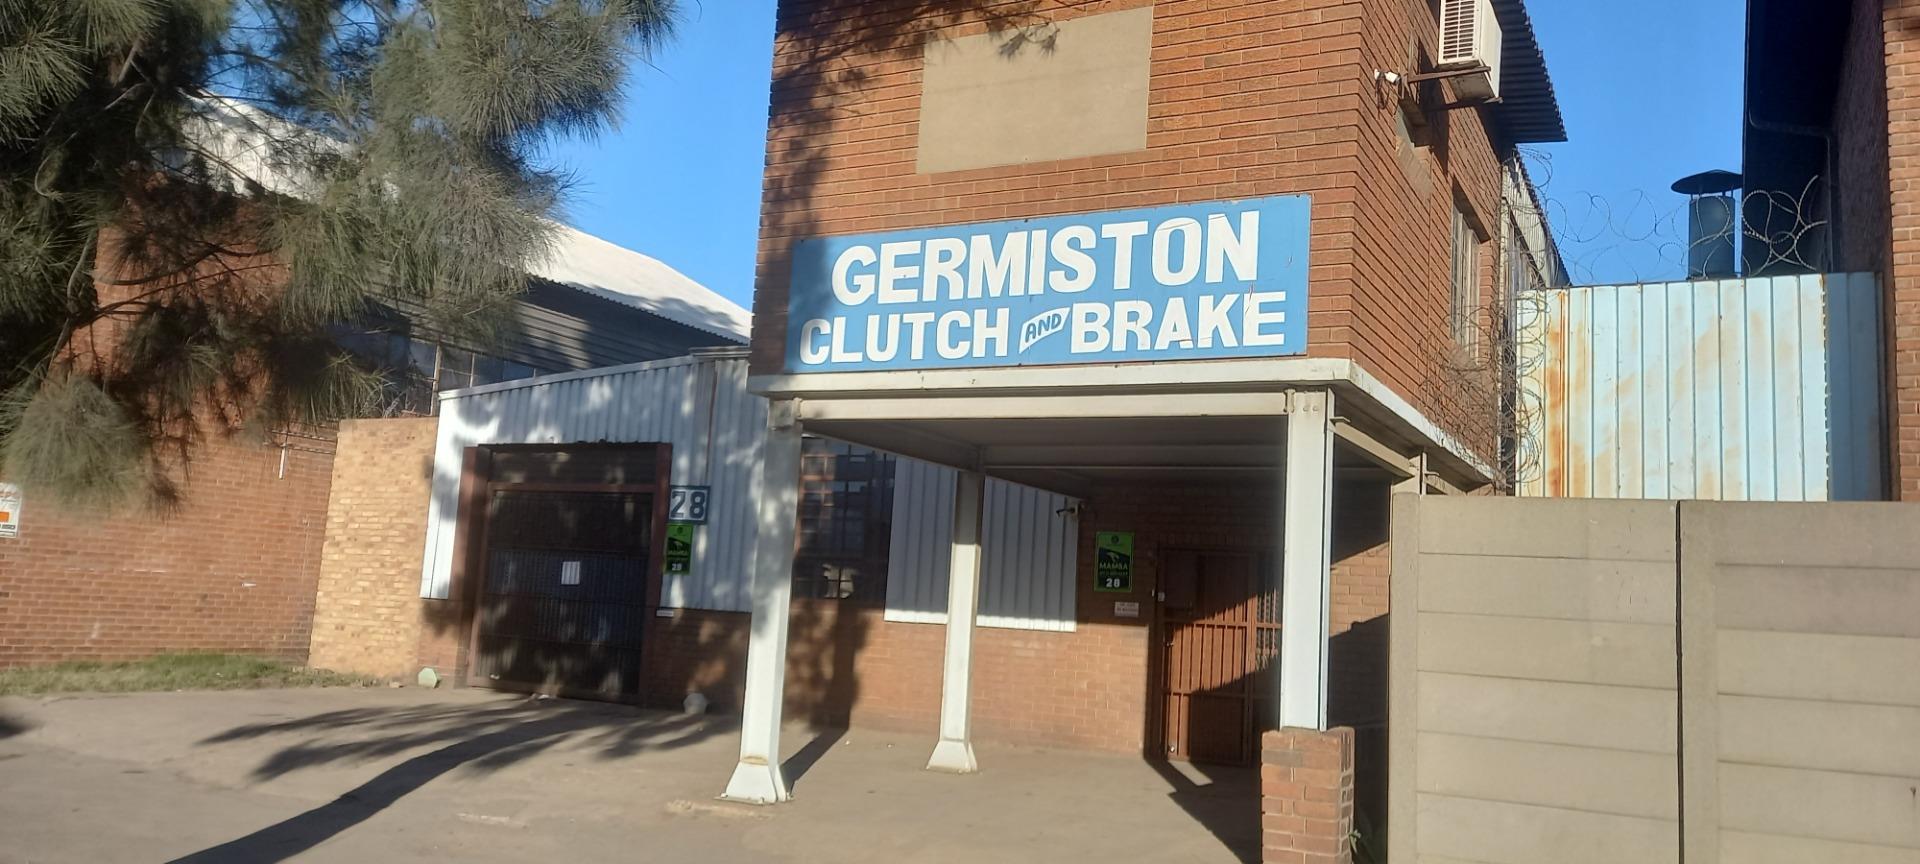 GERMISTON
CLUTCH AND BRAKE
28
MAMBA
28
MAMBA
28